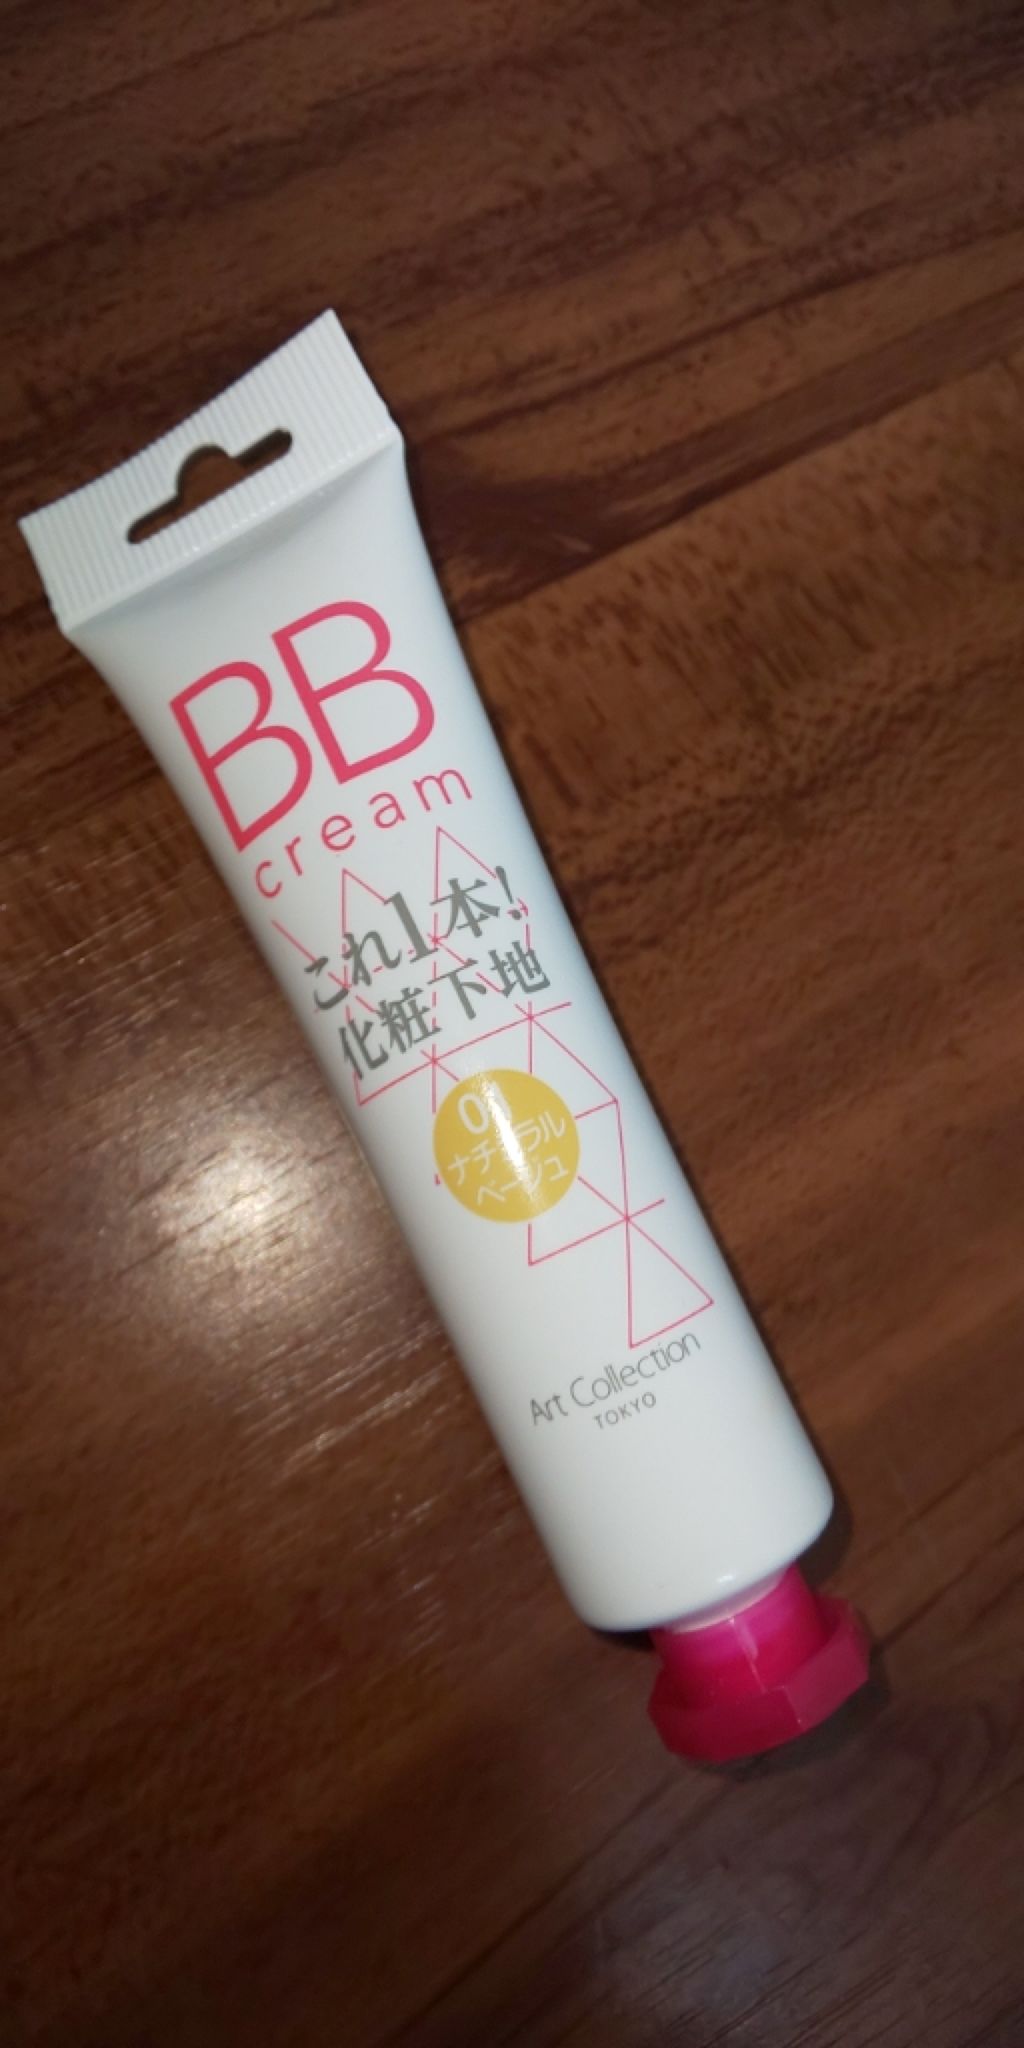 BB
cream
これ1本!
化粧下地
01
ナチュラル
ベージュ
Art Collection
TOKYO